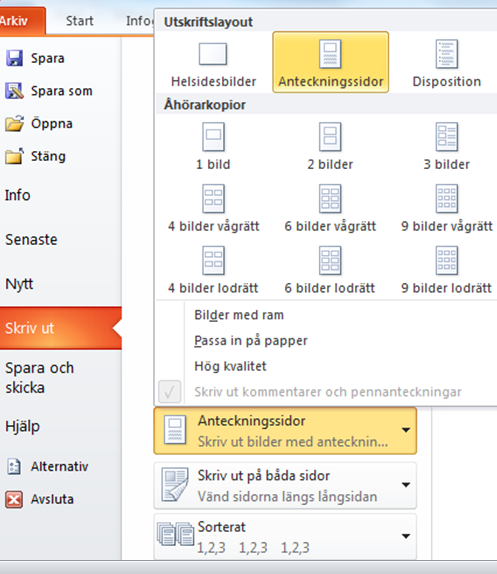 Arkiv
Start
Info
Spara
Spara som
Öppna
Stäng
Info
Senaste
Nytt
Skriv ut
Spara och
skicka
Hjälp
Alternativ
Avsluta
Utskriftslayout
Helsidesbilder
Anteckningssidor
Disposition
Åhörarkopior
1 bild
2 bilder
3 bilder
4 bilder vågrätt
6 bilder vågrätt
9 bilder vågrätt
4 bilder lodrätt
6 bilder lodrätt
9 bilder lodrätt
Bilder med ram
Passa in på papper
Hög kvalitet
Skriv ut kommentarer och pennanteckningar
Anteckningssidor
Skriv ut bilder med antecknin...
Skriv ut på båda sidor
Vänd sidorna längs långsidan
Sorterat
1,2,3 1,2,3 1,2,3